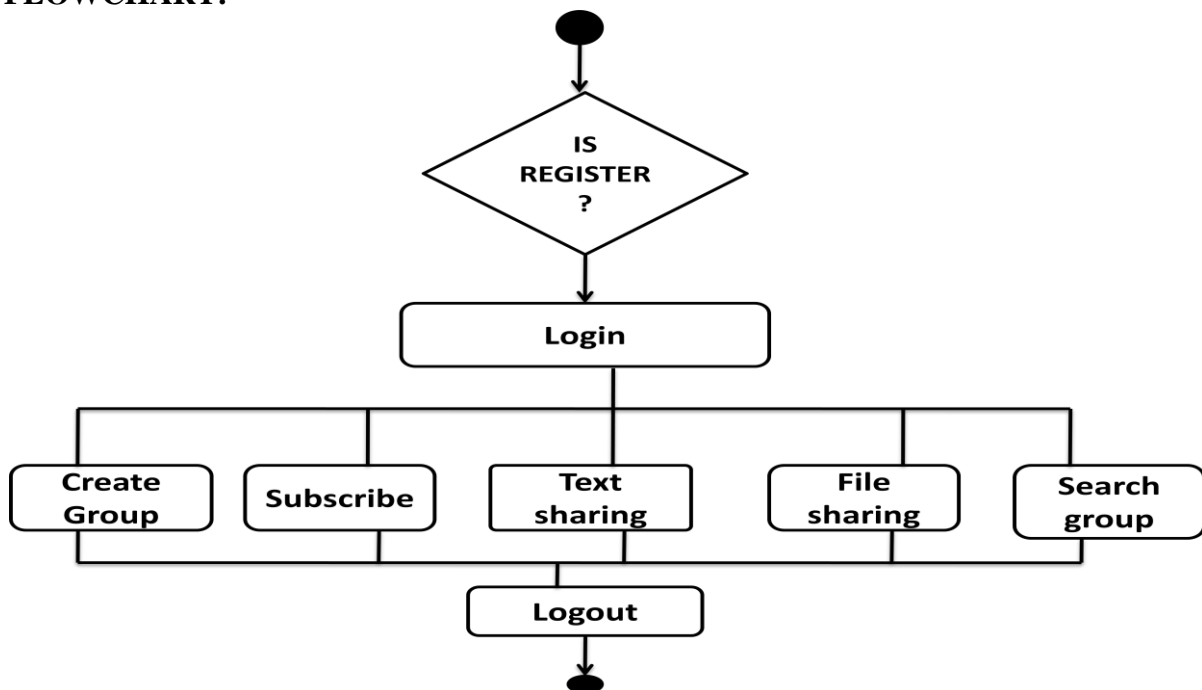 FLOWCHART:
IS
REGISTER
?
Login
Create
Group
Subscribe
Text
sharing
File
sharing
Search
group
Logout